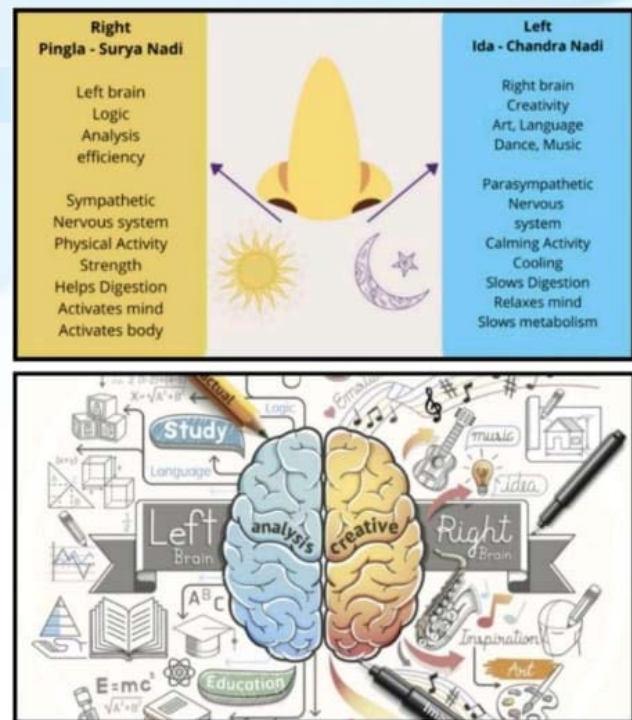 Right
Pingla - Surya Nadi
Left brain
Logic
Analysis
efficiency
Sympathetic
Nervous system
Physical Activity
Strength
Helps Digestion
Activates mind
Activates body
Left
Ida - Chandra Nadi
Right brain
Creativity
Art, Language
Dance, Music
Parasympathetic
Nervous
system
Calming Activity
Cooling
Slows Digestion
Relaxes mind
Slows metabolism
Logic
Study
Language
Left
Brain
analysis
creative
Right
Brain
music
idea
Inspiration
Art
ABC
Education
E=mc²